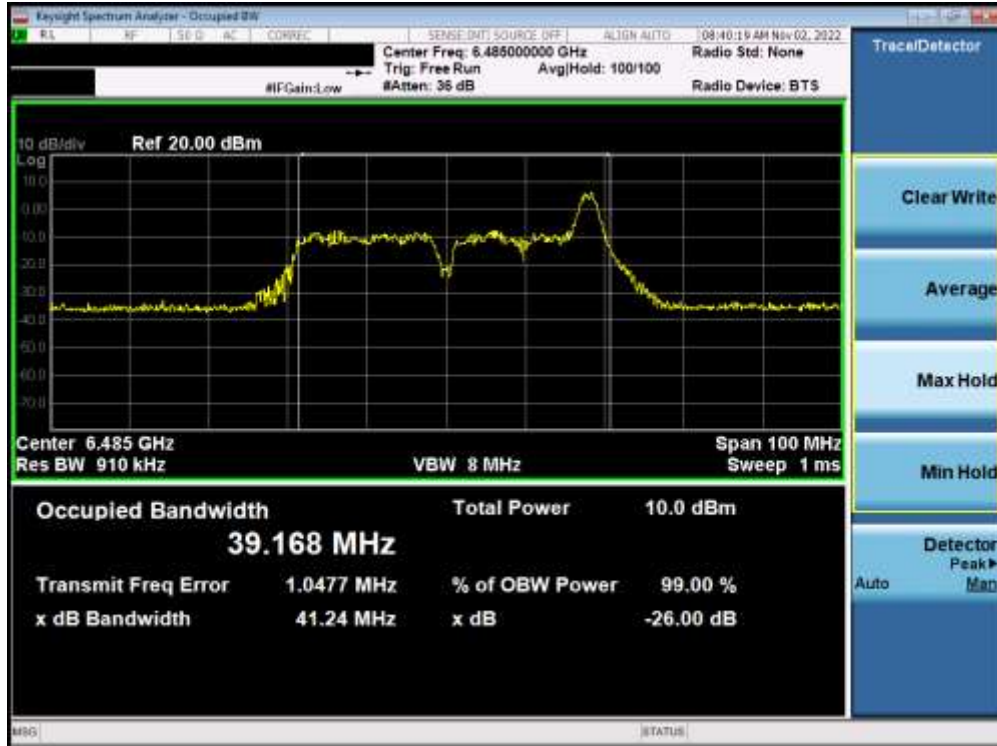 Keysight Spectrum Analyzer - Occupied BW
RL RF 50 Ω AC CORREC SENSE:INT SOURCE OFF ALIGN AUTO 08:40:19 AM Nov 02, 2022
Center Freq: 6.485000000 GHz Radio Std: None
Trig: Free Run Avg|Hold: 100/100
#IFGain:Low #Atten: 36 dB Radio Device: BTS
10 dB/div Ref 20.00 dBm
Log
10.0
0.00
-10.0
-20.0
-30.0
-40.0
-50.0
-60.0
-70.0
Center 6.485 GHz Span 100 MHz
Res BW 910 kHz VBW 8 MHz Sweep 1 ms
Occupied Bandwidth Total Power 10.0 dBm
39.168 MHz
Transmit Freq Error 1.0477 MHz % of OBW Power 99.00 %
x dB Bandwidth 41.24 MHz x dB -26.00 dB
MSG STATUS
Trace/Detector
Clear Write
Average
Max Hold
Min Hold
Detector
Peak▶
Auto Man